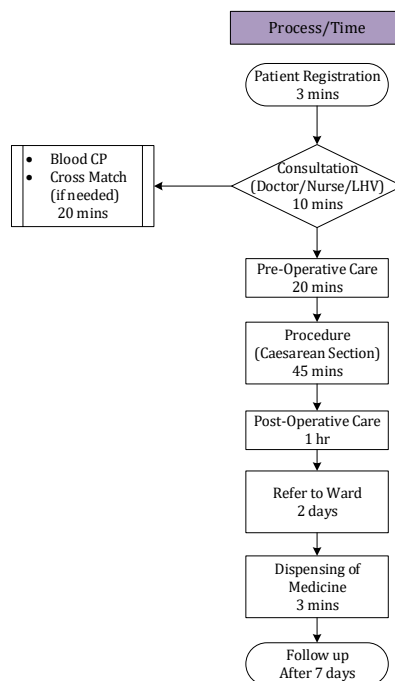 Process/Time
Patient Registration
3 mins
Consultation
(Doctor/Nurse/LHV)
10 mins
• Blood CP
• Cross Match
(if needed)
20 mins
Pre-Operative Care
20 mins
Procedure
(Caesarean Section)
45 mins
Post-Operative Care
1 hr
Refer to Ward
2 days
Dispensing of
Medicine
3 mins
Follow up
After 7 days